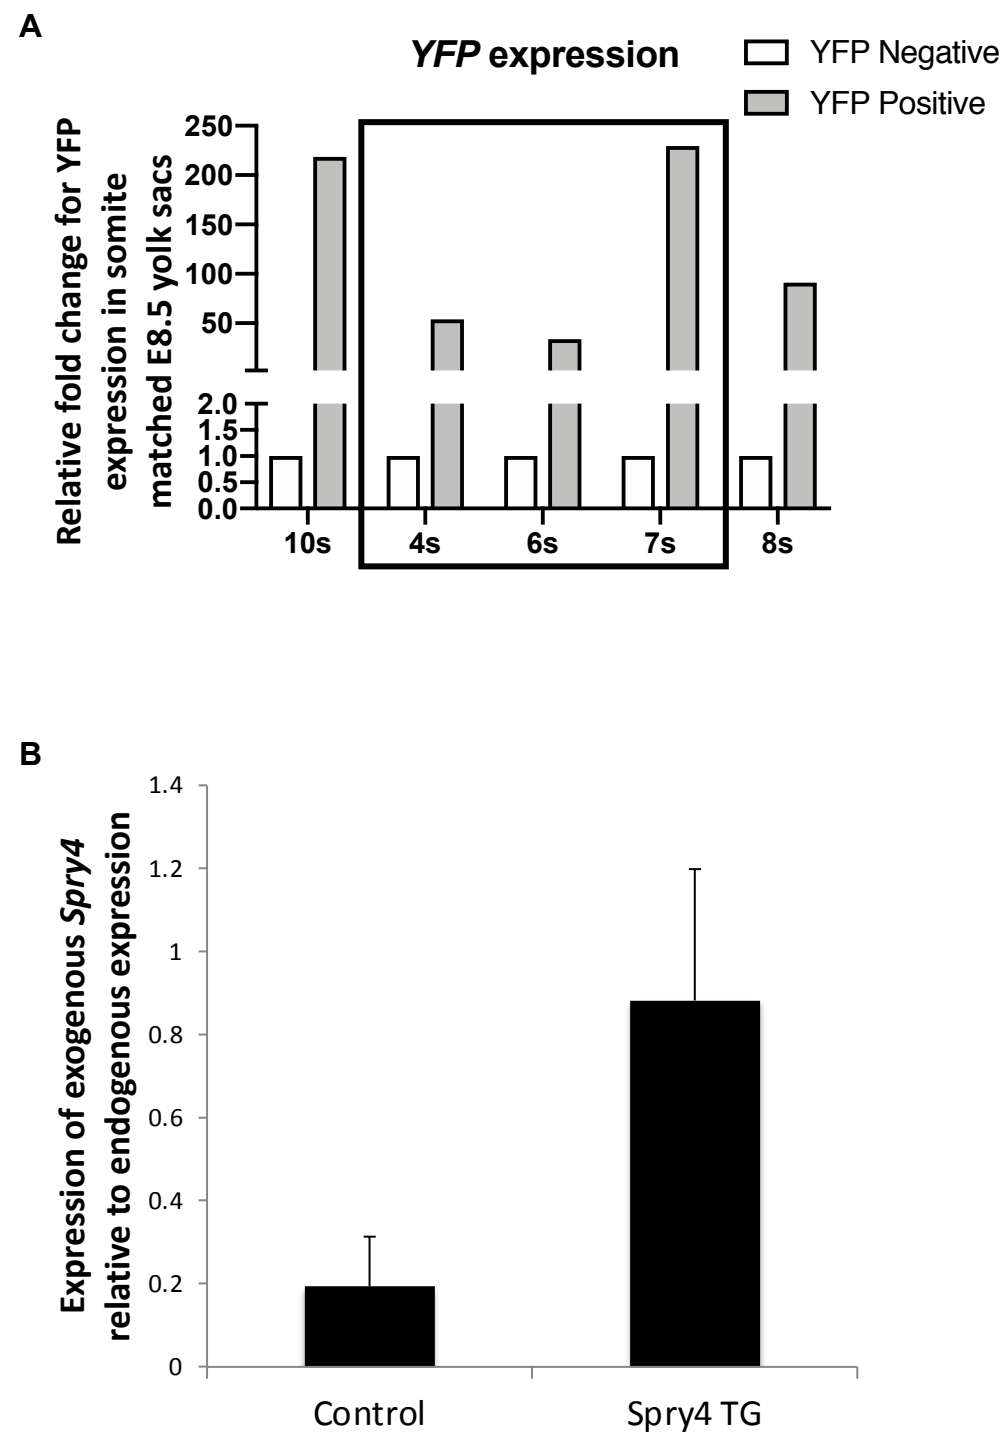 A
YFP expression
YFP Negative
YFP Positive
Relative fold change for YFP
expression in somite
matched E8.5 yolk sacs
250
200
150
100
50
2.0
1.5
1.0
0.5
0.0
10s
4s
6s
7s
8s
B
Expression of exogenous Spry4
relative to endogenous expression
1.4
1.2
1
0.8
0.6
0.4
0.2
0
Control
Spry4 TG